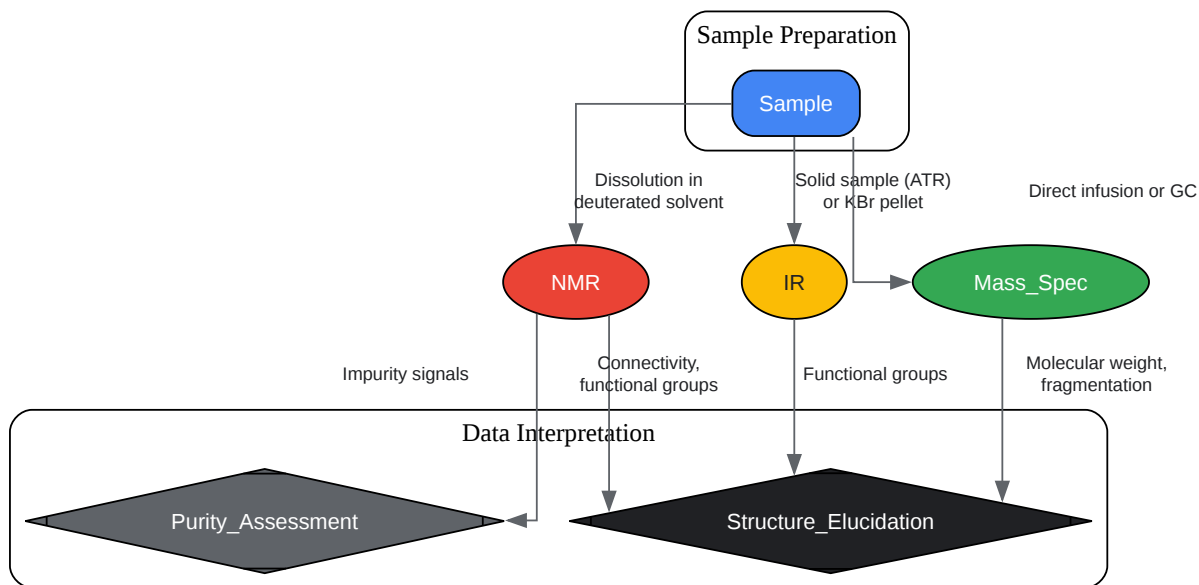 Sample Preparation
Sample
Dissolution in
deuterated solvent
Solid sample (ATR)
or KBr pellet
Direct infusion or GC
NMR
IR
Mass_Spec
Impurity signals
Connectivity,
functional groups
Functional groups
Molecular weight,
fragmentation
Data Interpretation
Purity_Assessment
Structure_Elucidation